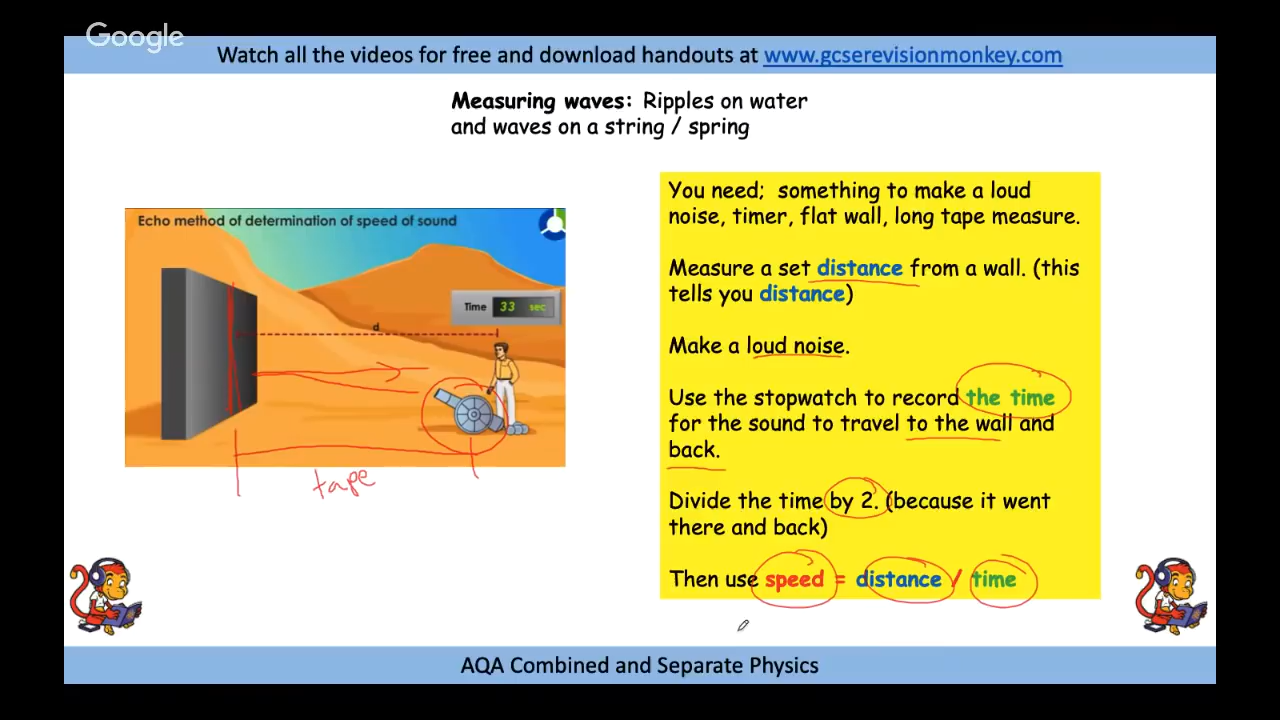 Google
Watch all the videos for free and download handouts at www.gcserevisionmonkey.com
Measuring waves: Ripples on water
and waves on a string / spring
Echo method of determination of speed of sound
Time 33 sec
d
tape
You need; something to make a loud
noise, timer, flat wall, long tape measure.
Measure a set distance from a wall. (this
tells you distance)
Make a loud noise.
Use the stopwatch to record the time
for the sound to travel to the wall and
back.
Divide the time by 2. (because it went
there and back)
Then use speed = distance / time
AQA Combined and Separate Physics